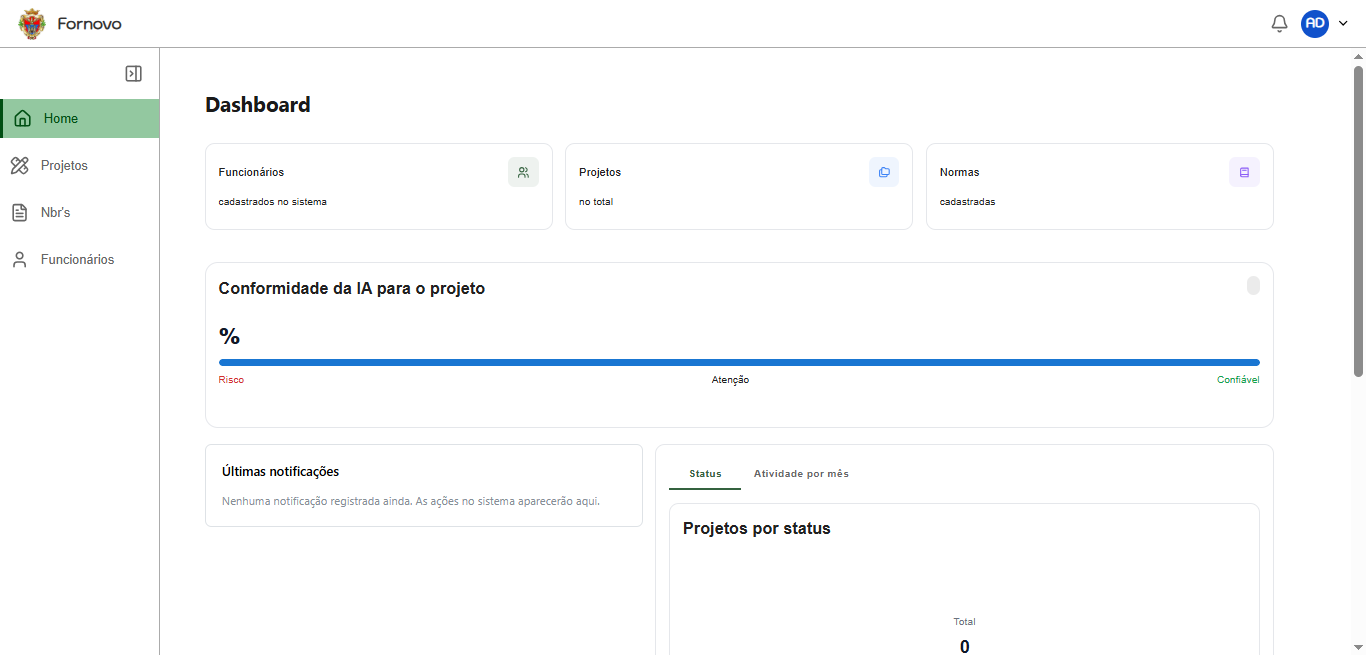 Fornovo
AD
Home
Projetos
Nbr's
Funcionários
Dashboard
Funcionários
cadastrados no sistema
Projetos
no total
Normas
cadastradas
Conformidade da IA para o projeto
%
Risco
Atenção
Confiável
Últimas notificações
Nenhuma notificação registrada ainda. As ações no sistema aparecerão aqui.
Status
Atividade por mês
Projetos por status
Total
0